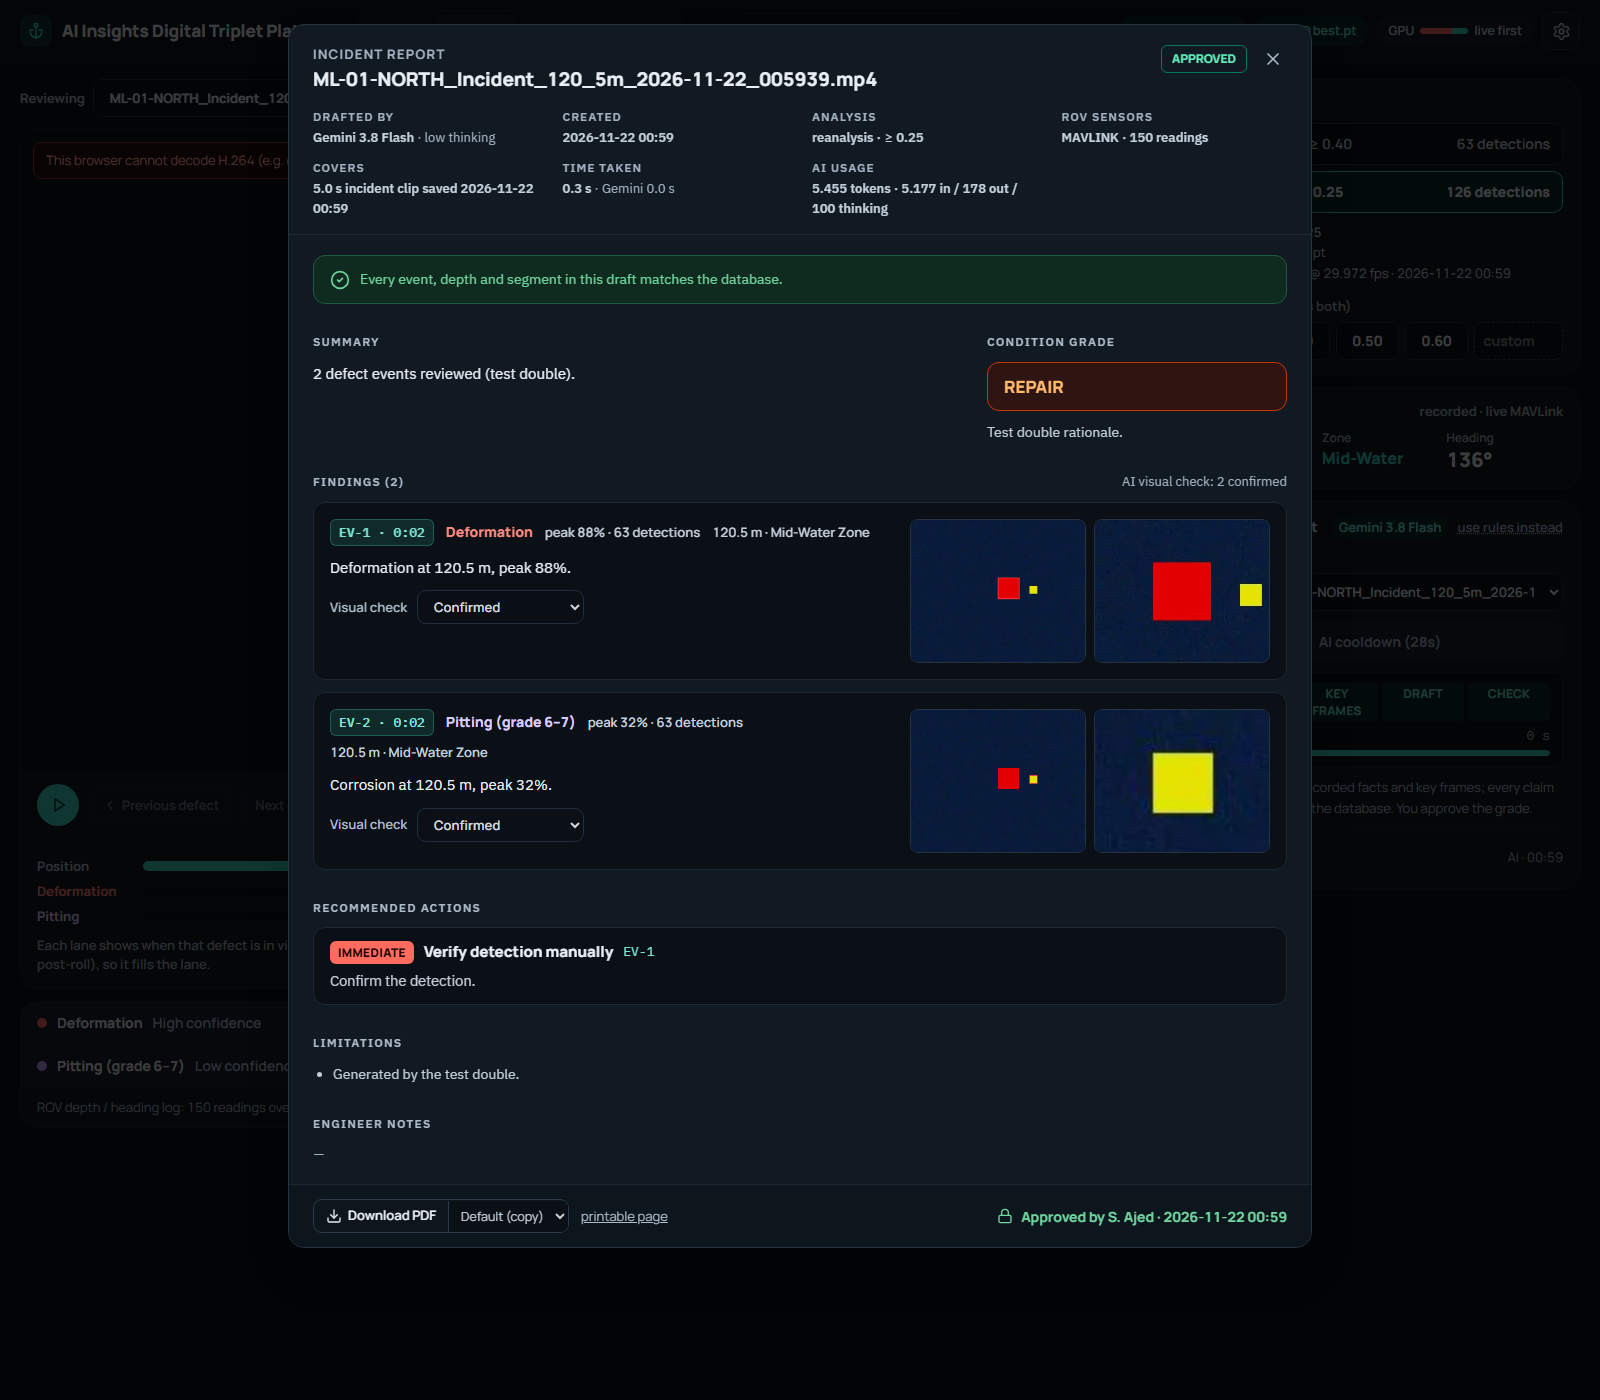 AI Insights Digital Triplet Pla
best.pt
GPU
live first
Reviewing
ML-01-NORTH_Incident_120
This browser cannot decode H.264 (e.g.
INCIDENT REPORT
ML-01-NORTH_Incident_120_5m_2026-11-22_005939.mp4
APPROVED
DRAFTED BY
Gemini 3.8 Flash · low thinking
CREATED
2026-11-22 00:59
ANALYSIS
reanalysis · ≥ 0.25
ROV SENSORS
MAVLINK · 150 readings
COVERS
5.0 s incident clip saved 2026-11-22
00:59
TIME TAKEN
0.3 s · Gemini 0.0 s
AI USAGE
5.455 tokens · 5.177 in / 178 out /
100 thinking
Every event, depth and segment in this draft matches the database.
SUMMARY
2 defect events reviewed (test double).
CONDITION GRADE
REPAIR
Test double rationale.
FINDINGS (2)
AI visual check: 2 confirmed
EV-1 · 0:02 Deformation peak 88% · 63 detections 120.5 m · Mid-Water Zone
Deformation at 120.5 m, peak 88%.
Visual check Confirmed
EV-2 · 0:02 Pitting (grade 6–7) peak 32% · 63 detections
120.5 m · Mid-Water Zone
Corrosion at 120.5 m, peak 32%.
Visual check Confirmed
RECOMMENDED ACTIONS
IMMEDIATE Verify detection manually EV-1
Confirm the detection.
LIMITATIONS
• Generated by the test double.
ENGINEER NOTES
—
Download PDF Default (copy) printable page
Approved by S. Ajed · 2026-11-22 00:59
Previous defect Next
Position
Deformation
Pitting
Each lane shows when that defect is in vi
post-roll), so it fills the lane.
Deformation High confidence
Pitting (grade 6–7) Low confidenc
ROV depth / heading log: 150 readings ove
≥ 0.40 63 detections
0.25 126 detections
pt
@ 29.972 fps · 2026-11-22 00:59
both)
0.50 0.60 custom
recorded · live MAVLink
Zone Heading
Mid-Water 136°
Gemini 3.8 Flash use rules instead
-NORTH_Incident_120_5m_2026-1
AI cooldown (28s)
KEY
FRAMES
DRAFT
CHECK
0 s
corded facts and key frames; every claim
the database. You approve the grade.
AI · 00:59